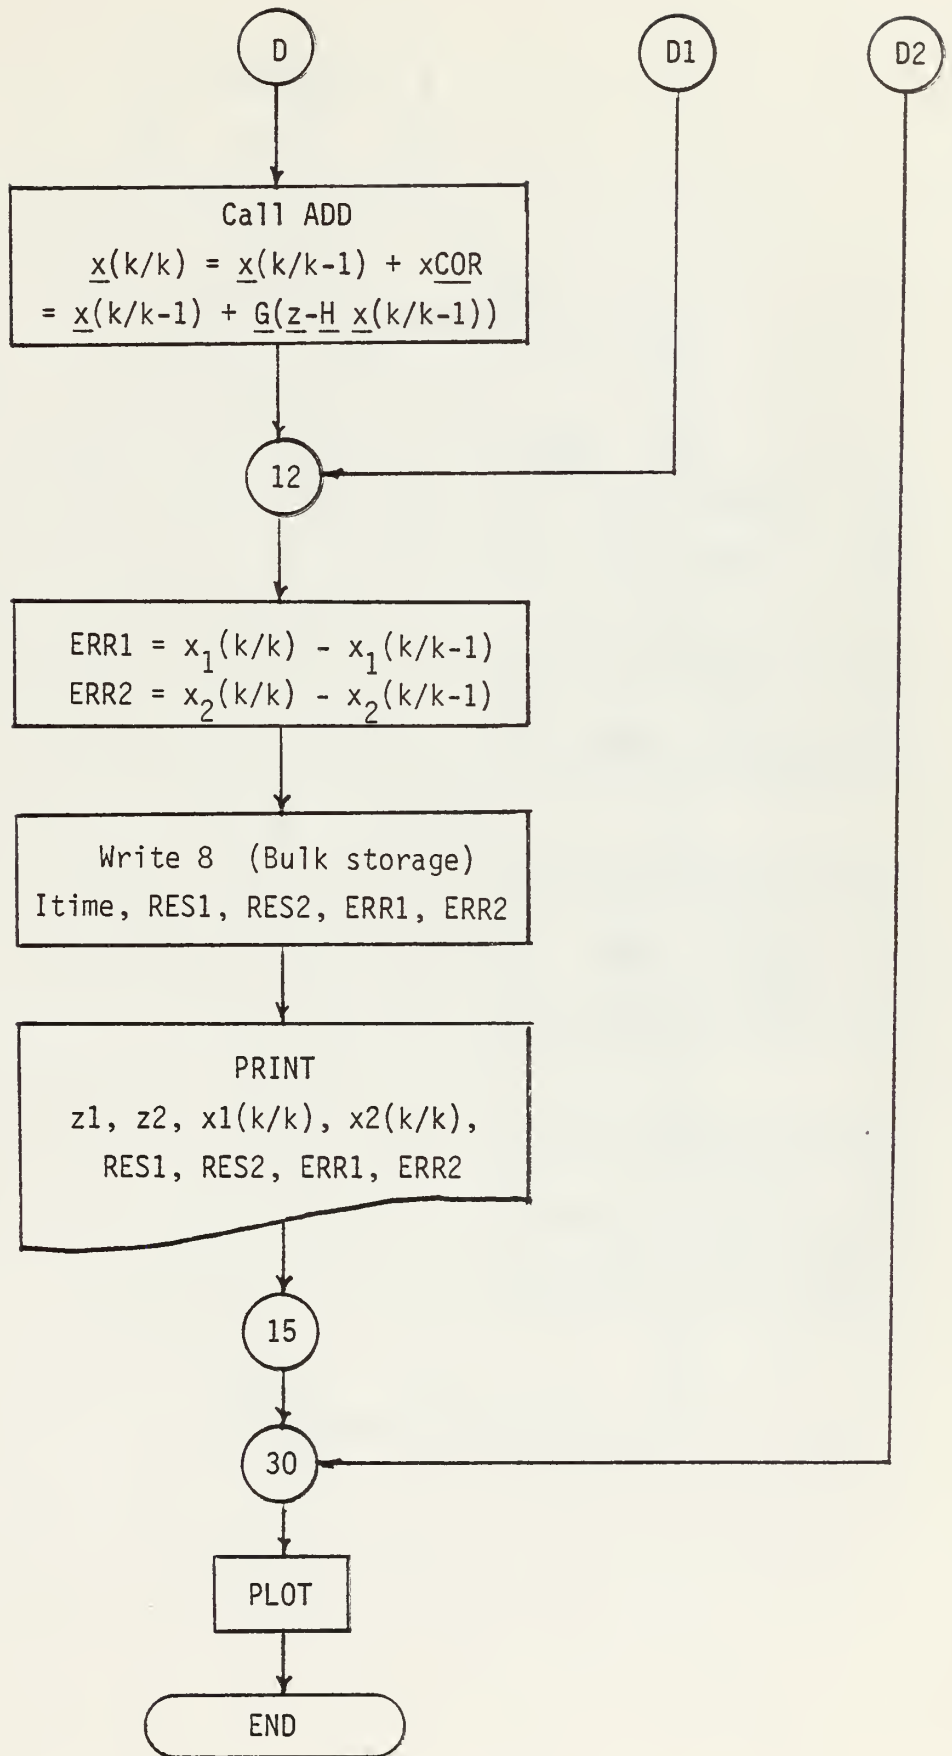 D
D1
D2
Call ADD
x(k/k) = x(k/k-1) + xCOR
= x(k/k-1) + G(z-H x(k/k-1))
12
ERR1 = x₁(k/k) - x₁(k/k-1)
ERR2 = x₂(k/k) - x₂(k/k-1)
Write 8 (Bulk storage)
Itime, RES1, RES2, ERR1, ERR2
PRINT
z1, z2, x1(k/k), x2(k/k),
RES1, RES2, ERR1, ERR2
15
30
PLOT
END